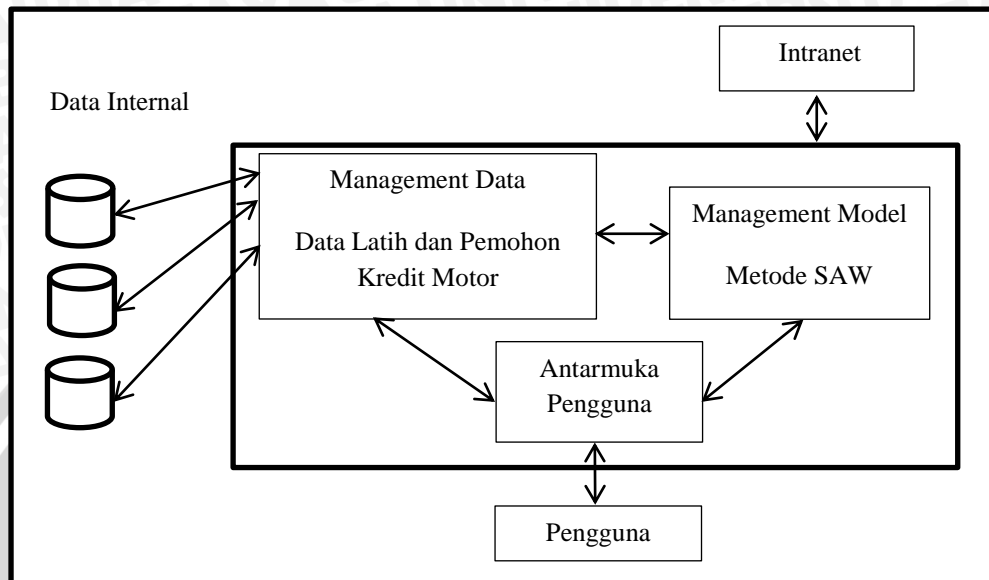 Intranet
Data Internal
Management Data
Data Latih dan Pemohon
Kredit Motor
Management Model
Metode SAW
Antarmuka
Pengguna
Pengguna